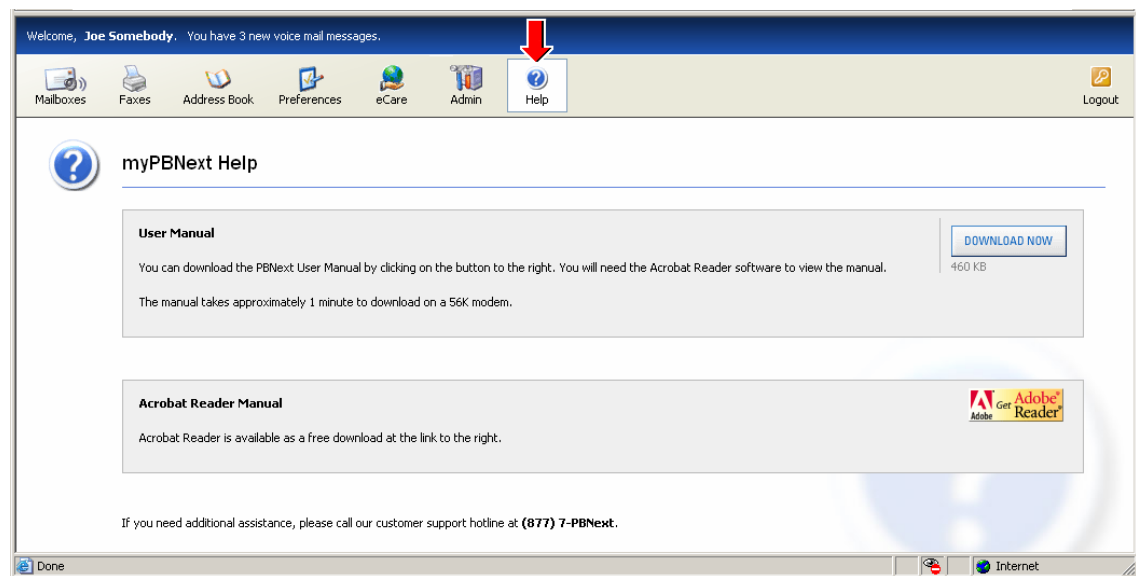 Welcome, Joe Somebody. You have 3 new voice mail messages.
Mailboxes Faxes Address Book Preferences eCare Admin Help Logout
myPBNext Help
User Manual
DOWNLOAD NOW
You can download the PBNext User Manual by clicking on the button to the right. You will need the Acrobat Reader software to view the manual.
460 KB
The manual takes approximately 1 minute to download on a 56K modem.
Acrobat Reader Manual
Adobe Get Adobe® Reader®
Acrobat Reader is available as a free download at the link to the right.
If you need additional assistance, please call our customer support hotline at (877) 7-PBNext.
Done Internet